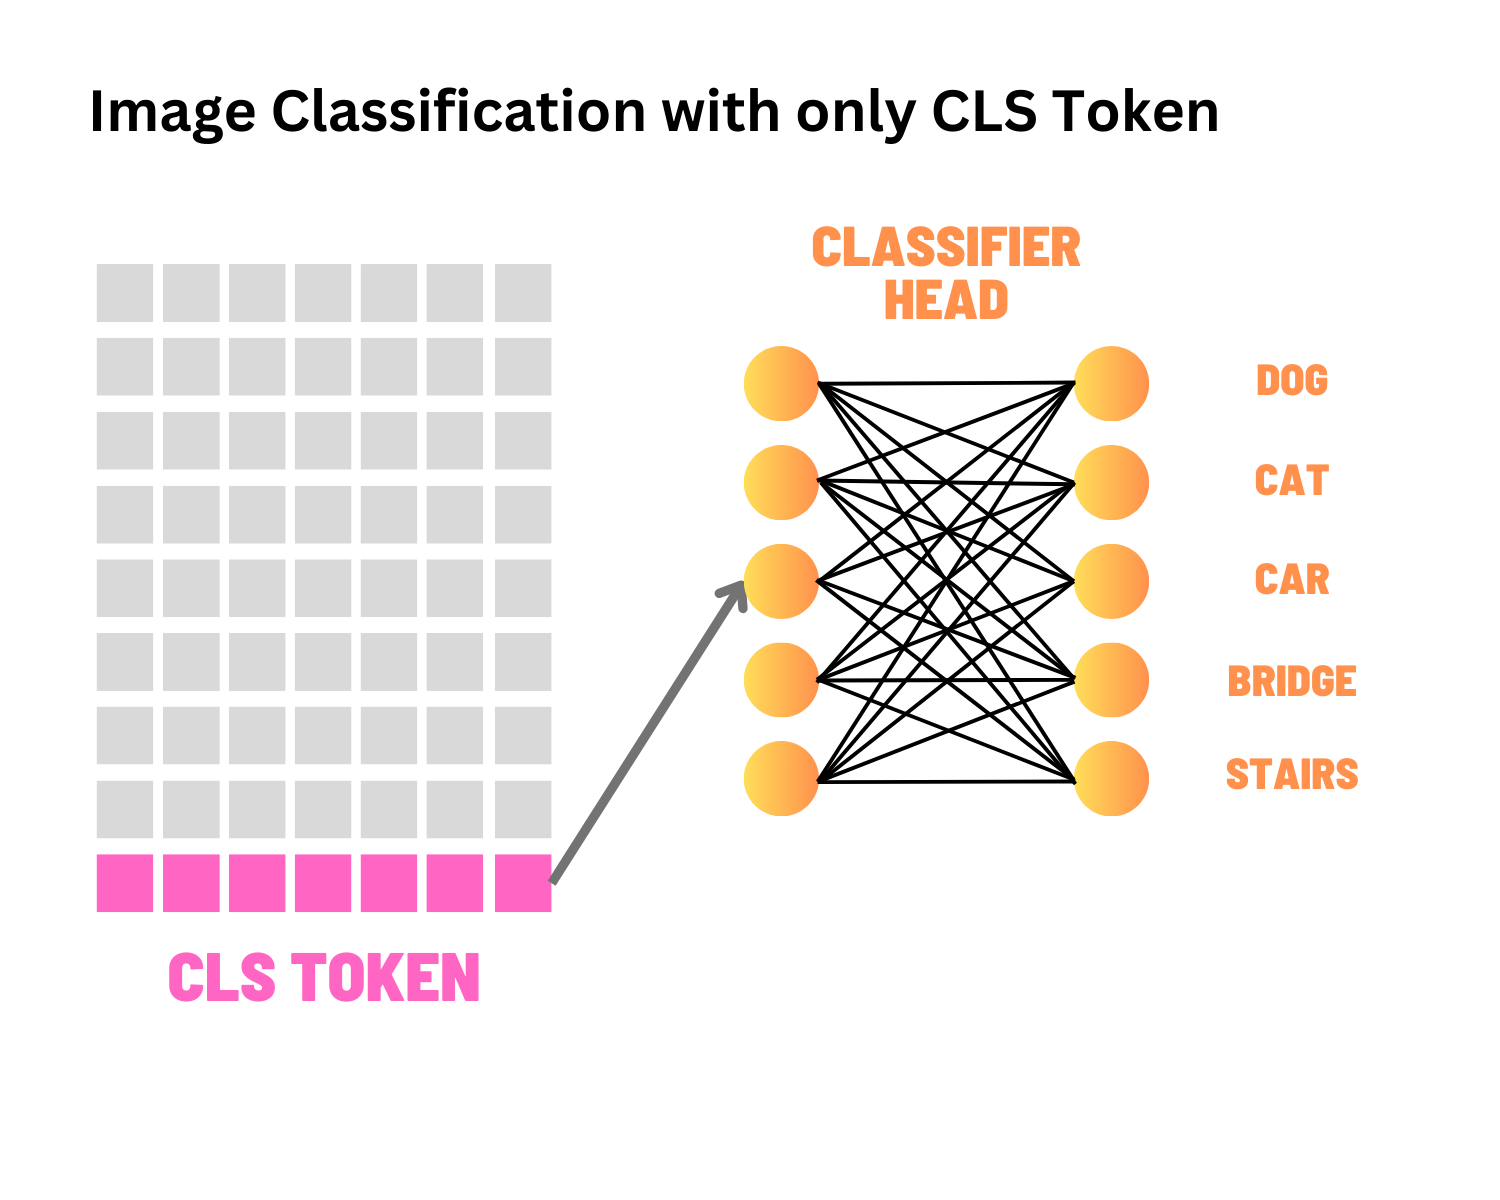 Image Classification with only CLS Token
CLASSIFIER
HEAD
DOG
CAT
CAR
BRIDGE
STAIRS
CLS TOKEN